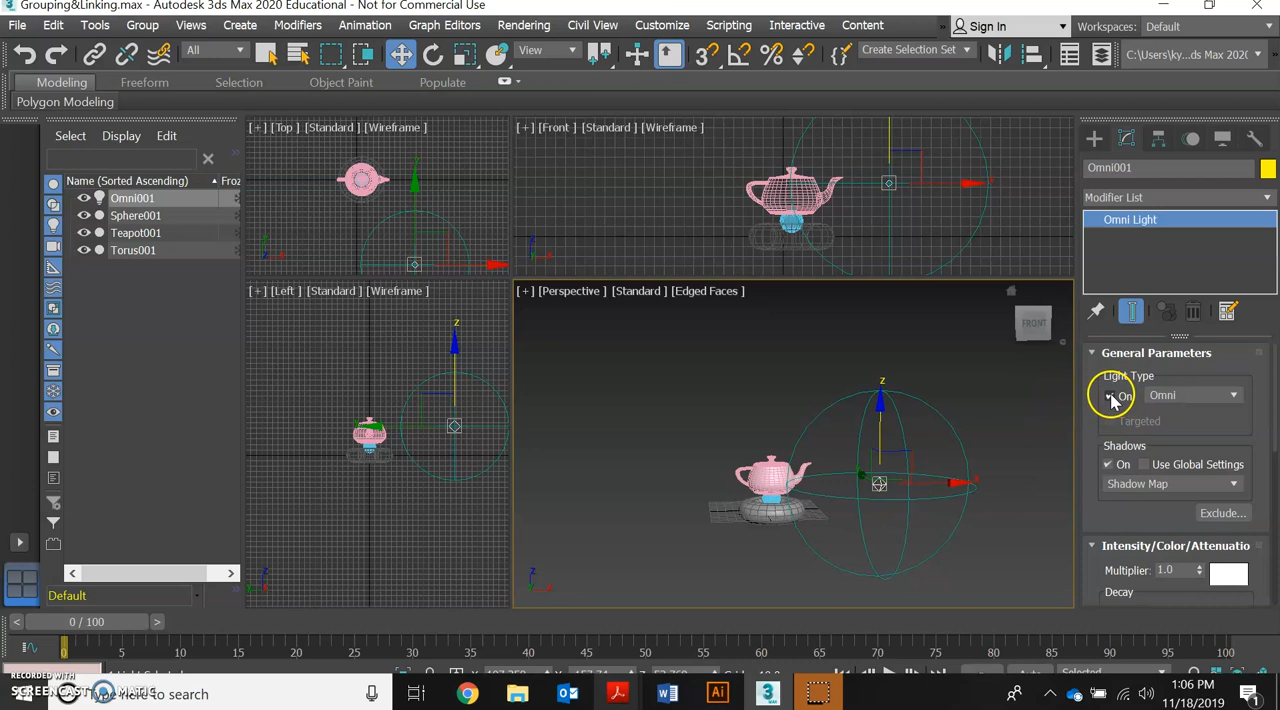 Grouping&Linking.max - Autodesk 3ds Max 2020 Educational - Not for Commercial Use
File Edit Tools Group Views Create Modifiers Animation Graph Editors Rendering Civil View Customize Scripting Interactive Content » Sign In Workspaces: Default
All View Create Selection Set C:\Users\ky...ds Max 2020
Modeling Freeform Selection Object Paint Populate
Polygon Modeling
Select Display Edit
Name (Sorted Ascending) Froz
Omni001
Sphere001
Teapot001
Torus001
Default
[+] [Top ] [Standard ] [Wireframe ]
[+] [Front ] [Standard ] [Wireframe ]
[+] [Left ] [Standard ] [Wireframe ]
[+] [Perspective ] [Standard ] [Edged Faces ]
FRONT
Omni001
Modifier List
Omni Light
General Parameters
Light Type
On Omni
Targeted
Shadows
On Use Global Settings
Shadow Map
Exclude...
Intensity/Color/Attenuatio
Multiplier: 1.0
Decay
< 0 / 100 >
0 5 10 15 20 25 30 35 40 45 50 55 60 65 70 75 80 85 90 95 100
RECORDED WITH
SCREENCAST MATIC
Type here to search
1:06 PM
11/18/2019